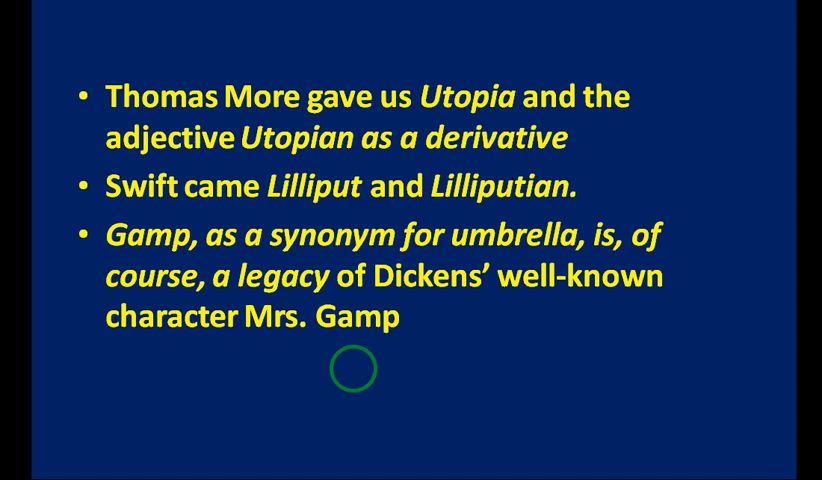 • Thomas More gave us Utopia and the
adjective Utopian as a derivative
• Swift came Lilliput and Lilliputian.
• Gamp, as a synonym for umbrella, is, of
course, a legacy of Dickens’ well-known
character Mrs. Gamp